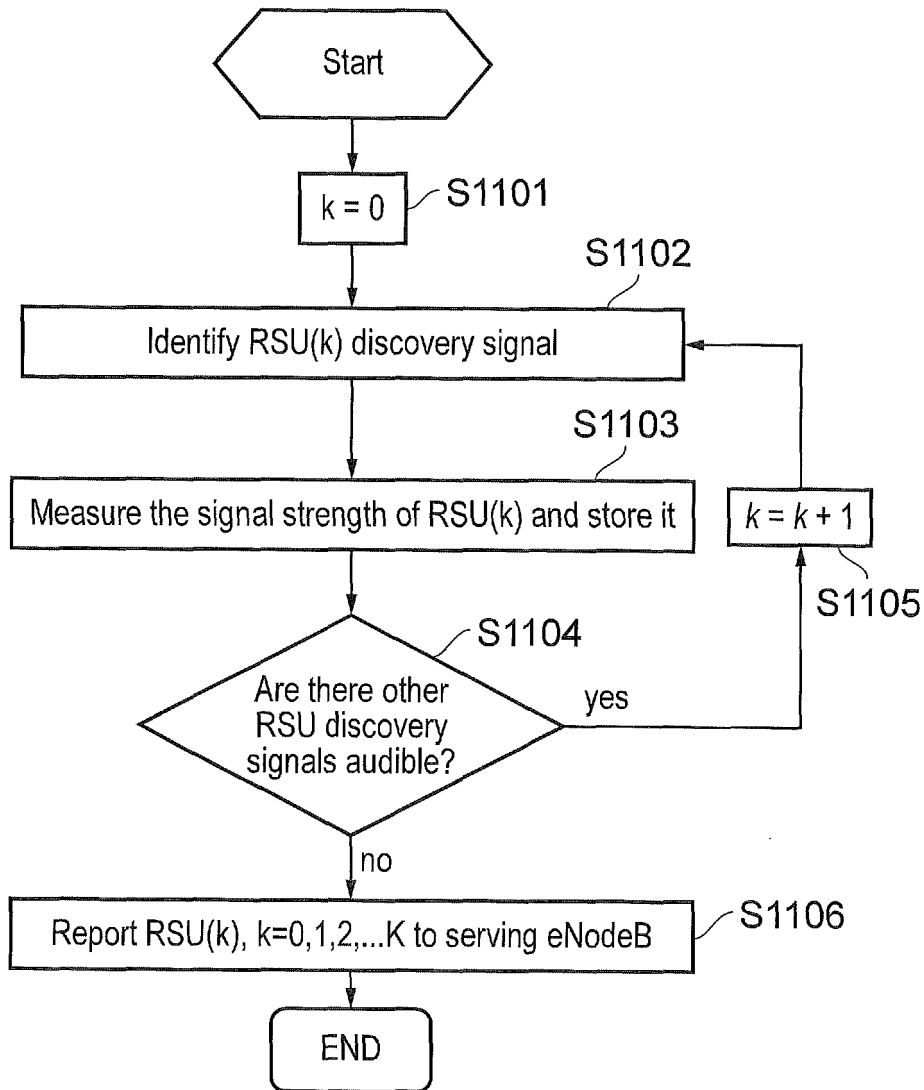 Start
k = 0
S1101
S1102
Identify RSU(k) discovery signal
S1103
Measure the signal strength of RSU(k) and store it
k = k + 1
S1105
S1104
Are there other
RSU discovery
signals audible?
yes
no
S1106
Report RSU(k), k=0,1,2,...K to serving eNodeB
END